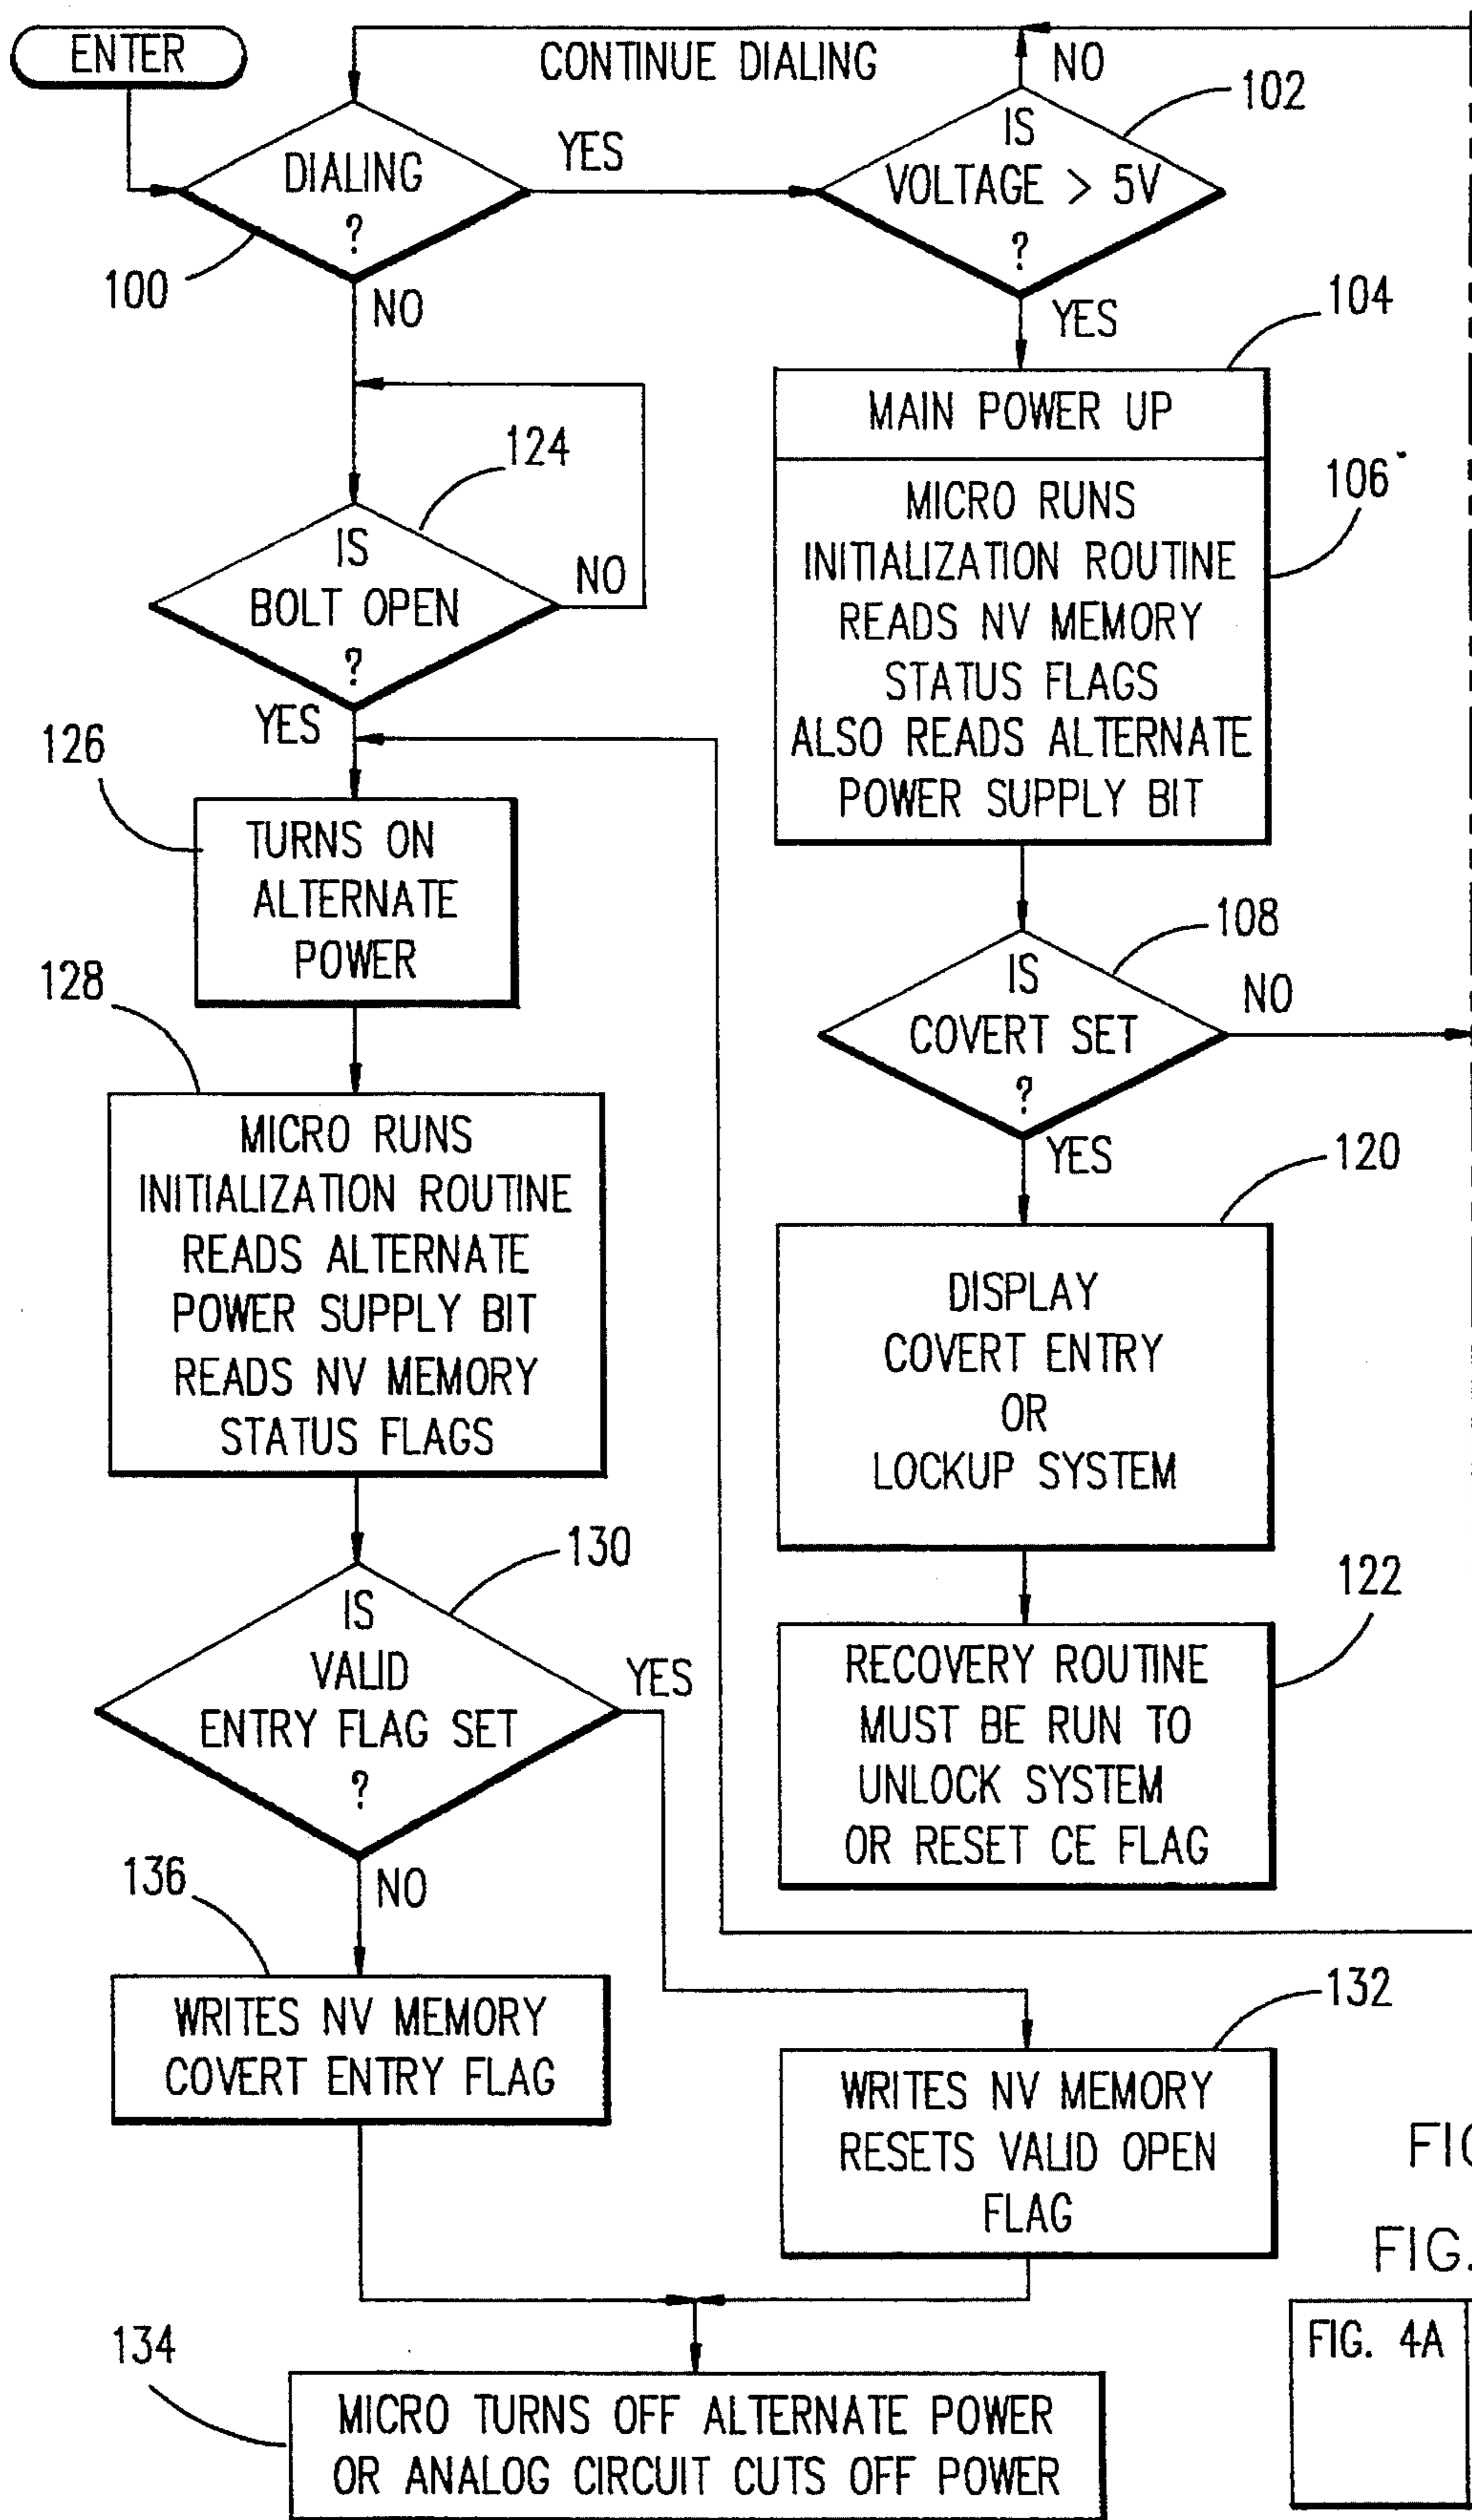 ENTER
CONTINUE DIALING
NO
102
DIALING
?
YES
IS
VOLTAGE > 5V
?
100
NO
YES
104
MAIN POWER UP
106
MICRO RUNS
INITIALIZATION ROUTINE
READS NV MEMORY
STATUS FLAGS
ALSO READS ALTERNATE
POWER SUPPLY BIT
124
IS
BOLT OPEN
?
NO
YES
126
TURNS ON
ALTERNATE
POWER
108
IS
COVERT SET
?
NO
YES
128
MICRO RUNS
INITIALIZATION ROUTINE
READS ALTERNATE
POWER SUPPLY BIT
READS NV MEMORY
STATUS FLAGS
120
DISPLAY
COVERT ENTRY
OR
LOCKUP SYSTEM
130
IS
VALID
ENTRY FLAG SET
?
YES
NO
122
RECOVERY ROUTINE
MUST BE RUN TO
UNLOCK SYSTEM
OR RESET CE FLAG
136
WRITES NV MEMORY
COVERT ENTRY FLAG
132
WRITES NV MEMORY
RESETS VALID OPEN
FLAG
FIG.
FIG. 4A
134
MICRO TURNS OFF ALTERNATE POWER
OR ANALOG CIRCUIT CUTS OFF POWER